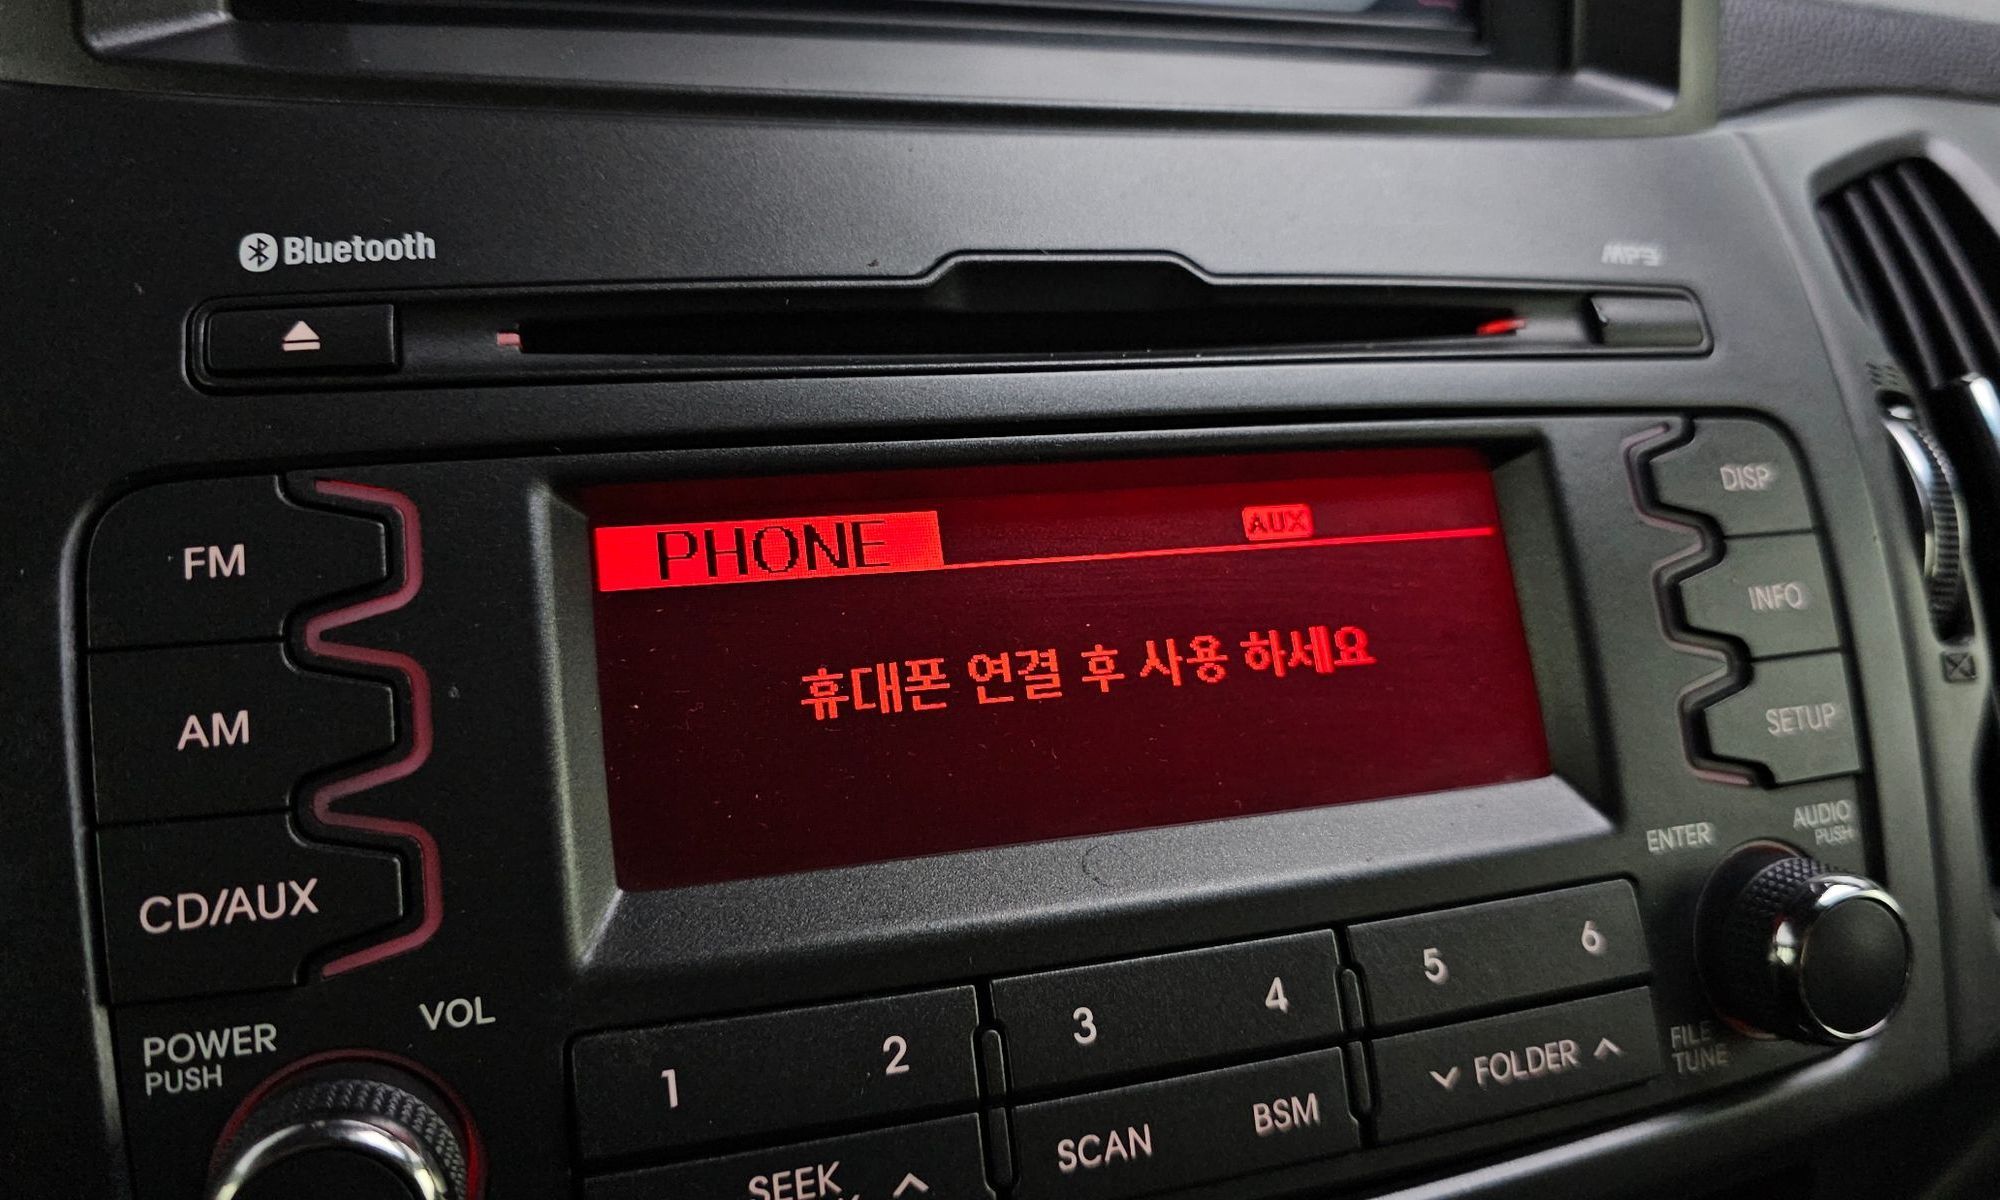 Bluetooth
MP3
FM
AM
CD/AUX
PHONE
AUX
휴대폰 연결 후 사용 하세요
DISP
INFO
SETUP
POWER
PUSH
VOL
ENTER
AUDIO
PUSH
1 2 3 4 5 6
SEEK
SCAN
BSM
FOLDER
FILE
TUNE